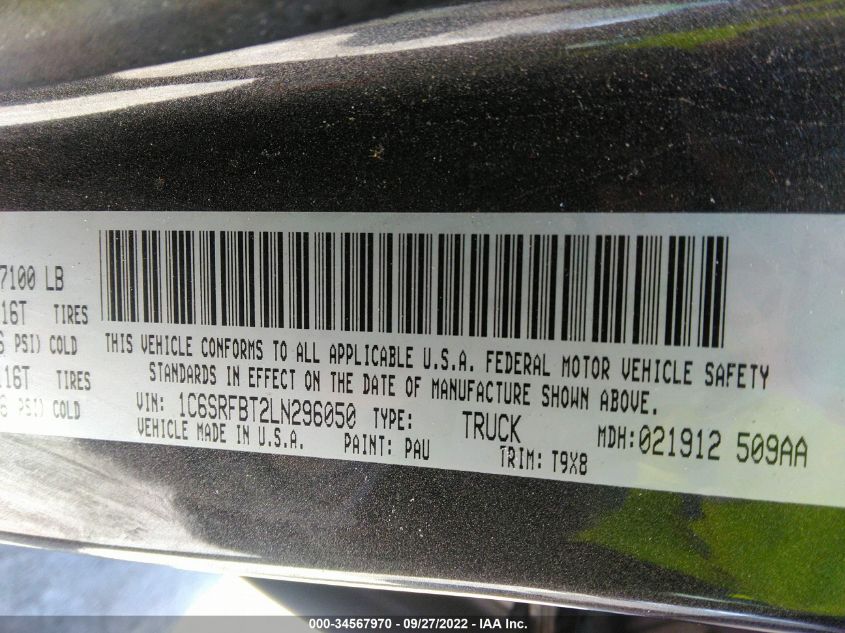 7100 LB
16T TIRES
PSI) COLD
16T TIRES
PSI) COLD
THIS VEHICLE CONFORMS TO ALL APPLICABLE U.S.A. FEDERAL MOTOR VEHICLE SAFETY
STANDARDS IN EFFECT ON THE DATE OF MANUFACTURE SHOWN ABOVE.
VIN: 1C6SRFBT2LN296050 TYPE: TRUCK MDH:021912 509AA
VEHICLE MADE IN U.S.A. PAINT: PAU TRIM: T9X8
000-34567970 / 09/27/2022 - IAA Inc.